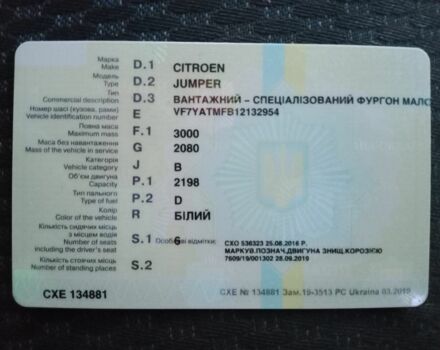 Марка
Make D.1 CITROEN
Модель
Type D.2 JUMPER
Тип
Commercial description D.3 ВАНТАЖНИЙ – СПЕЦІАЛІЗОВАНИЙ ФУРГОН МАЛО
Номер шасі (кузова, рами)
Vehicle identification number E VF7YATMFB12132954
Повна маса
Maximum mass F.1 3000
Маса без навантаження
Mass of the vehicle in service G 2080
Категорія
Vehicle category J B
Об'єм двигуна
Capacity P.1 2198
Тип пального
Type of fuel P.2 D
Колір
Color of the vehicle R БІЛИЙ
Кількість сидячих місць
з місцем водія
Number of seats
including the driver's seat S.1 6 Особливі відмітки: СХО 536323 25.08.2016 Р.
МАРКУВ.ПОЗНАЧ.ДВИГУНА ЗНИЩ.КОРОЗІЄЮ
7609/19/001302 28.09.2019
Кількість стоячих місць
Number of standing places S.2
СХЕ 134881
СХЕ № 134881 Зам.19-3513 РС Ukraina 03.2019